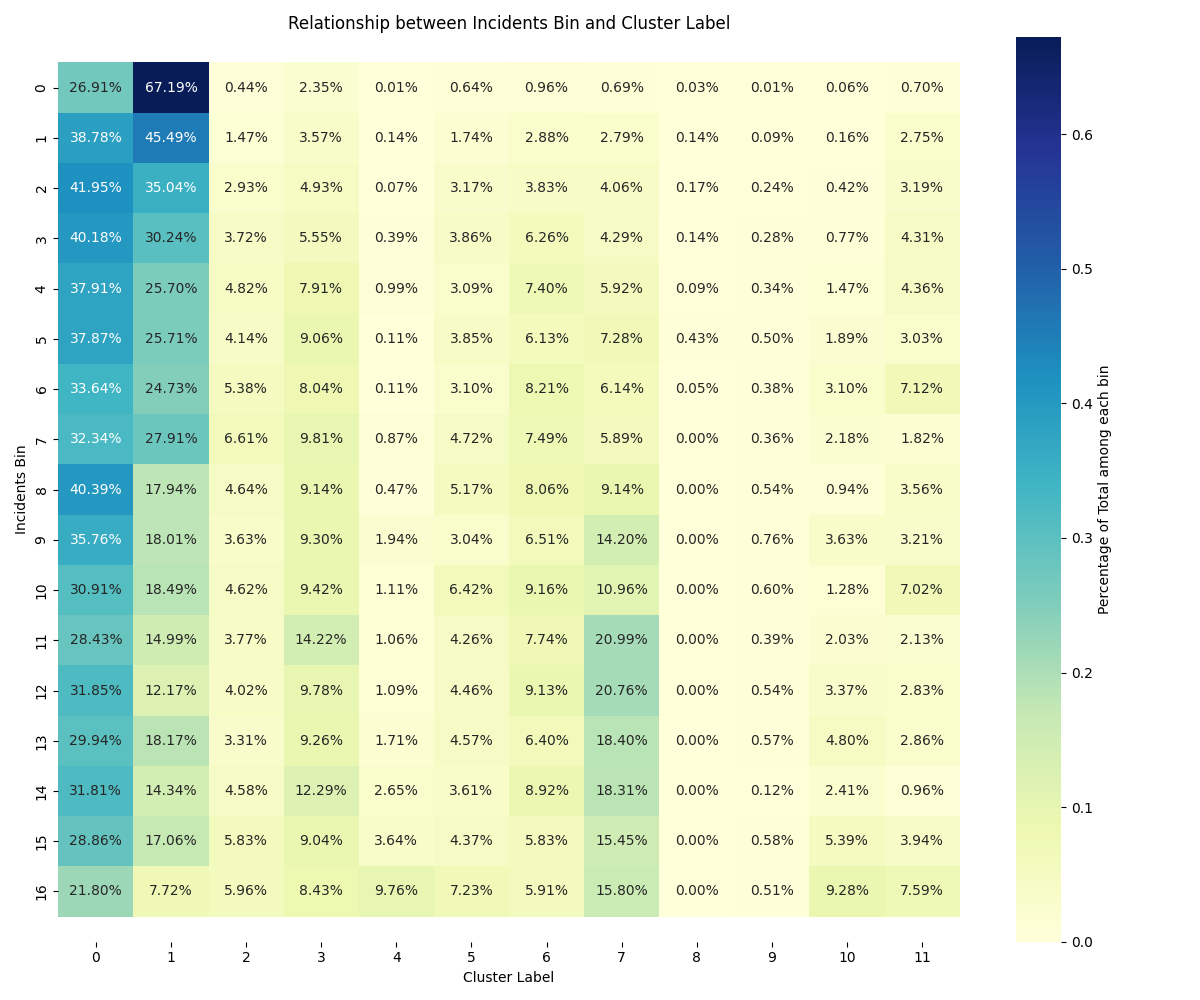 Relationship between Incidents Bin and Cluster Label
0 26.91% 67.19% 0.44% 2.35% 0.01% 0.64% 0.96% 0.69% 0.03% 0.01% 0.06% 0.70%
1 38.78% 45.49% 1.47% 3.57% 0.14% 1.74% 2.88% 2.79% 0.14% 0.09% 0.16% 2.75%
2 41.95% 35.04% 2.93% 4.93% 0.07% 3.17% 3.83% 4.06% 0.17% 0.24% 0.42% 3.19%
3 40.18% 30.24% 3.72% 5.55% 0.39% 3.86% 6.26% 4.29% 0.14% 0.28% 0.77% 4.31%
4 37.91% 25.70% 4.82% 7.91% 0.99% 3.09% 7.40% 5.92% 0.09% 0.34% 1.47% 4.36%
5 37.87% 25.71% 4.14% 9.06% 0.11% 3.85% 6.13% 7.28% 0.43% 0.50% 1.89% 3.03%
6 33.64% 24.73% 5.38% 8.04% 0.11% 3.10% 8.21% 6.14% 0.05% 0.38% 3.10% 7.12%
7 32.34% 27.91% 6.61% 9.81% 0.87% 4.72% 7.49% 5.89% 0.00% 0.36% 2.18% 1.82%
8 40.39% 17.94% 4.64% 9.14% 0.47% 5.17% 8.06% 9.14% 0.00% 0.54% 0.94% 3.56%
9 35.76% 18.01% 3.63% 9.30% 1.94% 3.04% 6.51% 14.20% 0.00% 0.76% 3.63% 3.21%
10 30.91% 18.49% 4.62% 9.42% 1.11% 6.42% 9.16% 10.96% 0.00% 0.60% 1.28% 7.02%
11 28.43% 14.99% 3.77% 14.22% 1.06% 4.26% 7.74% 20.99% 0.00% 0.39% 2.03% 2.13%
12 31.85% 12.17% 4.02% 9.78% 1.09% 4.46% 9.13% 20.76% 0.00% 0.54% 3.37% 2.83%
13 29.94% 18.17% 3.31% 9.26% 1.71% 4.57% 6.40% 18.40% 0.00% 0.57% 4.80% 2.86%
14 31.81% 14.34% 4.58% 12.29% 2.65% 3.61% 8.92% 18.31% 0.00% 0.12% 2.41% 0.96%
15 28.86% 17.06% 5.83% 9.04% 3.64% 4.37% 5.83% 15.45% 0.00% 0.58% 5.39% 3.94%
16 21.80% 7.72% 5.96% 8.43% 9.76% 7.23% 5.91% 15.80% 0.00% 0.51% 9.28% 7.59%
0 1 2 3 4 5 6 7 8 9 10 11
Cluster Label
Incidents Bin
0.6
0.5
0.4
0.3
0.2
0.1
0.0
Percentage of Total among each bin